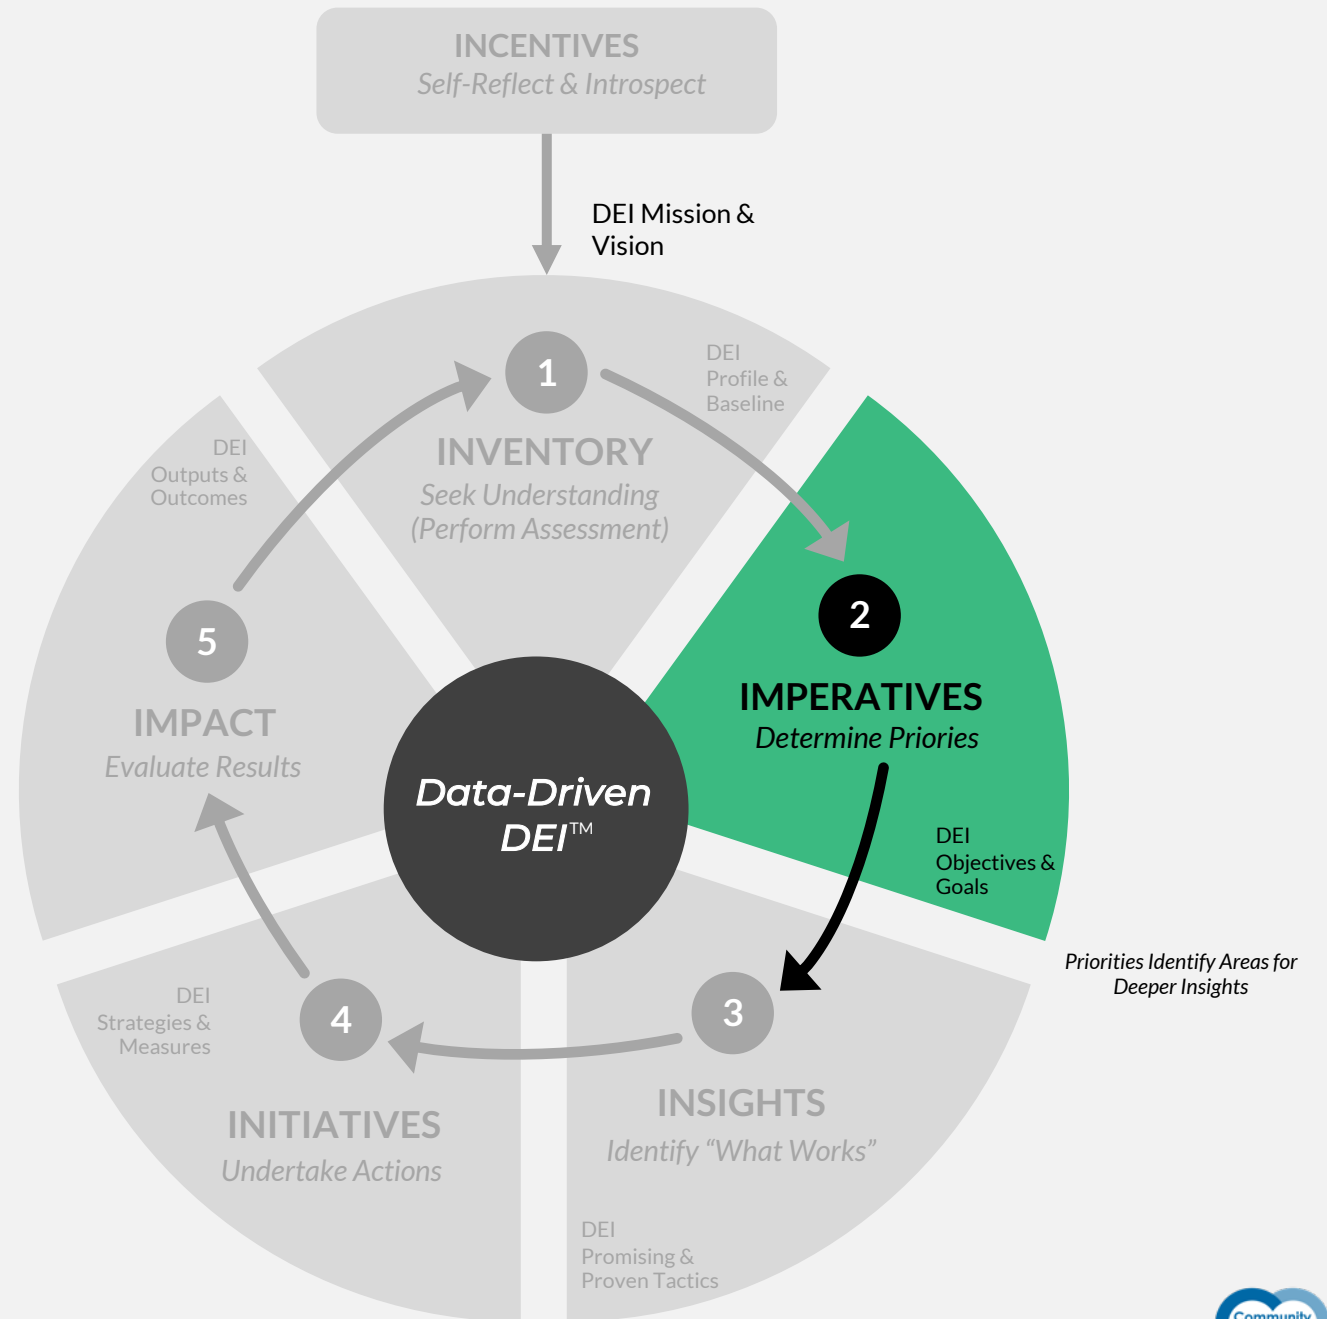 INCENTIVES
Self-Reflect & Introspect
DEI Mission &
Vision
1
DEI
Profile &
Baseline
INVENTORY
Seek Understanding
(Perform Assessment)
2
IMPERATIVES
Determine Priories
DEI
Objectives &
Goals
Priorities Identify Areas for
Deeper Insights
3
INSIGHTS
Identify “What Works”
DEI
Promising &
Proven Tactics
4
INITIATIVES
Undertake Actions
DEI
Strategies &
Measures
5
IMPACT
Evaluate Results
DEI
Outputs &
Outcomes
Data-Driven
DEI™
Community